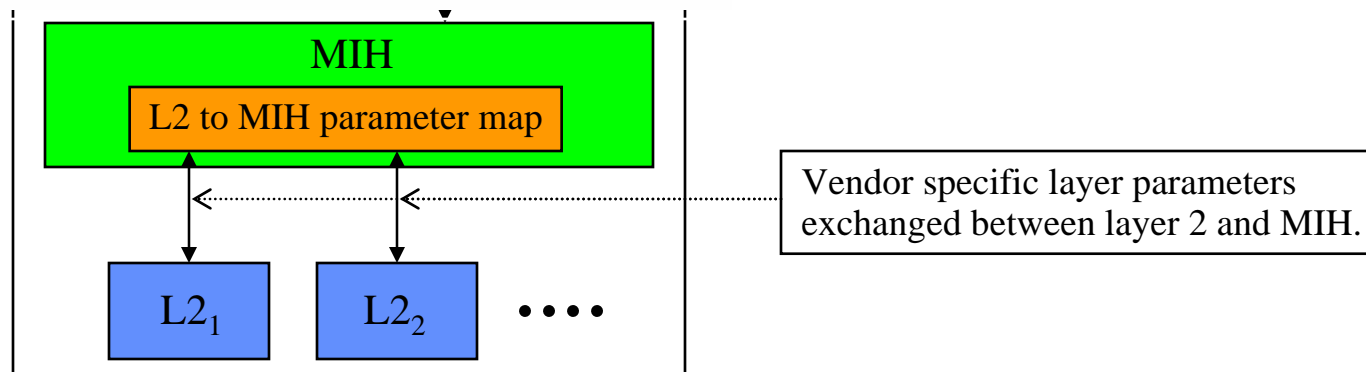 MIH
L2 to MIH parameter map
Vendor specific layer parameters
exchanged between layer 2 and MIH.
L2₁
L2₂